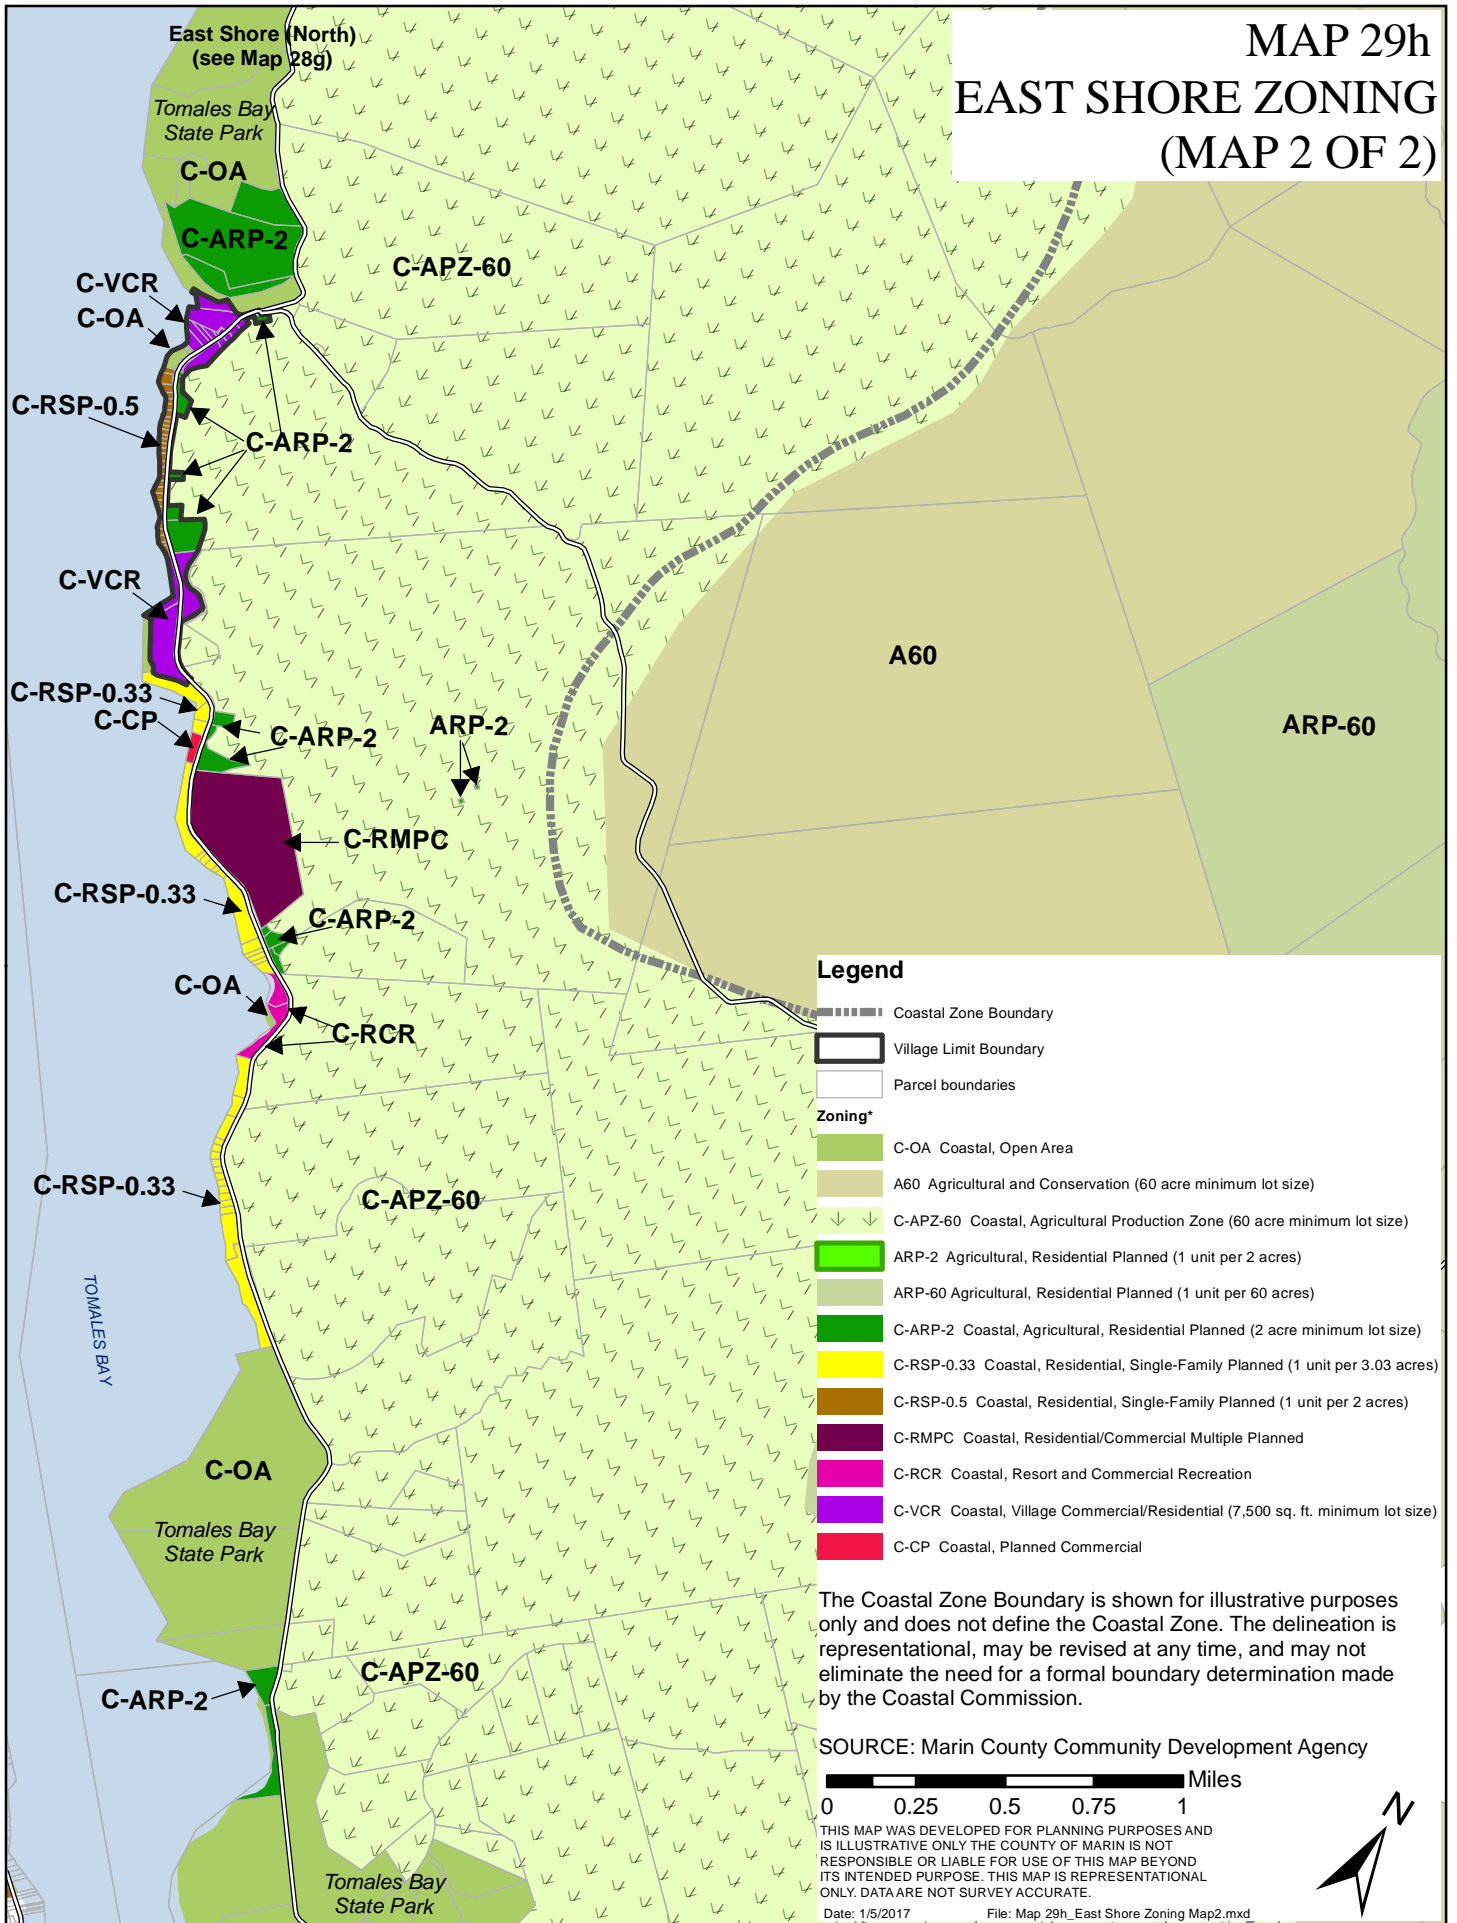 MAP 29h
EAST SHORE ZONING
(MAP 2 OF 2)
East Shore (North)
(see Map 28g)
Tomales Bay
State Park
C-OA
C-ARP-2
C-APZ-60
C-VCR
C-OA
C-RSP-0.5
C-ARP-2
C-VCR
A60
C-RSP-0.33
C-CP
C-ARP-2
ARP-2
ARP-60
C-RMPC
C-RSP-0.33
C-ARP-2
C-OA
C-RCR
C-RSP-0.33
C-APZ-60
TOMALES BAY
C-OA
Tomales Bay
State Park
C-APZ-60
C-ARP-2
Tomales Bay
State Park
Legend
Coastal Zone Boundary
Village Limit Boundary
Parcel boundaries
Zoning*
C-OA Coastal, Open Area
A60 Agricultural and Conservation (60 acre minimum lot size)
C-APZ-60 Coastal, Agricultural Production Zone (60 acre minimum lot size)
ARP-2 Agricultural, Residential Planned (1 unit per 2 acres)
ARP-60 Agricultural, Residential Planned (1 unit per 60 acres)
C-ARP-2 Coastal, Agricultural, Residential Planned (2 acre minimum lot size)
C-RSP-0.33 Coastal, Residential, Single-Family Planned (1 unit per 3.03 acres)
C-RSP-0.5 Coastal, Residential, Single-Family Planned (1 unit per 2 acres)
C-RMPC Coastal, Residential/Commercial Multiple Planned
C-RCR Coastal, Resort and Commercial Recreation
C-VCR Coastal, Village Commercial/Residential (7,500 sq. ft. minimum lot size)
C-CP Coastal, Planned Commercial
The Coastal Zone Boundary is shown for illustrative purposes
only and does not define the Coastal Zone. The delineation is
representational, may be revised at any time, and may not
eliminate the need for a formal boundary determination made
by the Coastal Commission.
SOURCE: Marin County Community Development Agency
Miles
0 0.25 0.5 0.75 1
N
THIS MAP WAS DEVELOPED FOR PLANNING PURPOSES AND
IS ILLUSTRATIVE ONLY THE COUNTY OF MARIN IS NOT
RESPONSIBLE OR LIABLE FOR USE OF THIS MAP BEYOND
ITS INTENDED PURPOSE. THIS MAP IS REPRESENTATIONAL
ONLY. DATA ARE NOT SURVEY ACCURATE.
Date: 1/5/2017 File: Map 29h_East Shore Zoning Map2.mxd